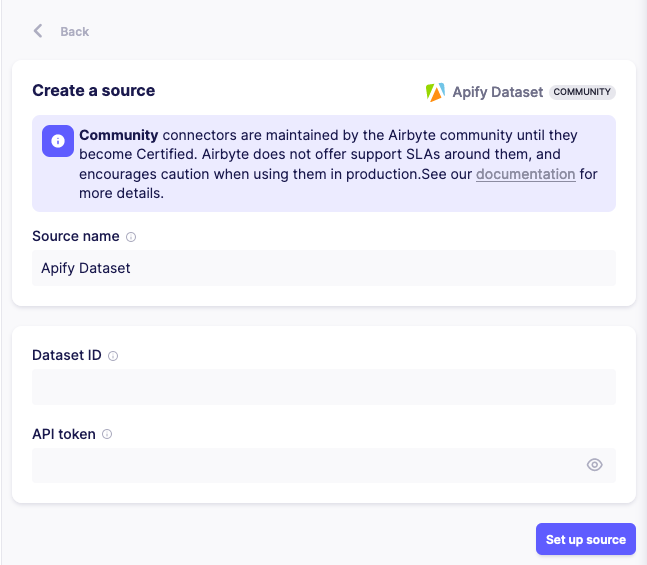 Back
Create a source
Apify Dataset COMMUNITY
Community connectors are maintained by the Airbyte community until they
become Certified. Airbyte does not offer support SLAs around them, and
encourages caution when using them in production.See our documentation for
more details.
Source name
Apify Dataset
Dataset ID
API token
Set up source